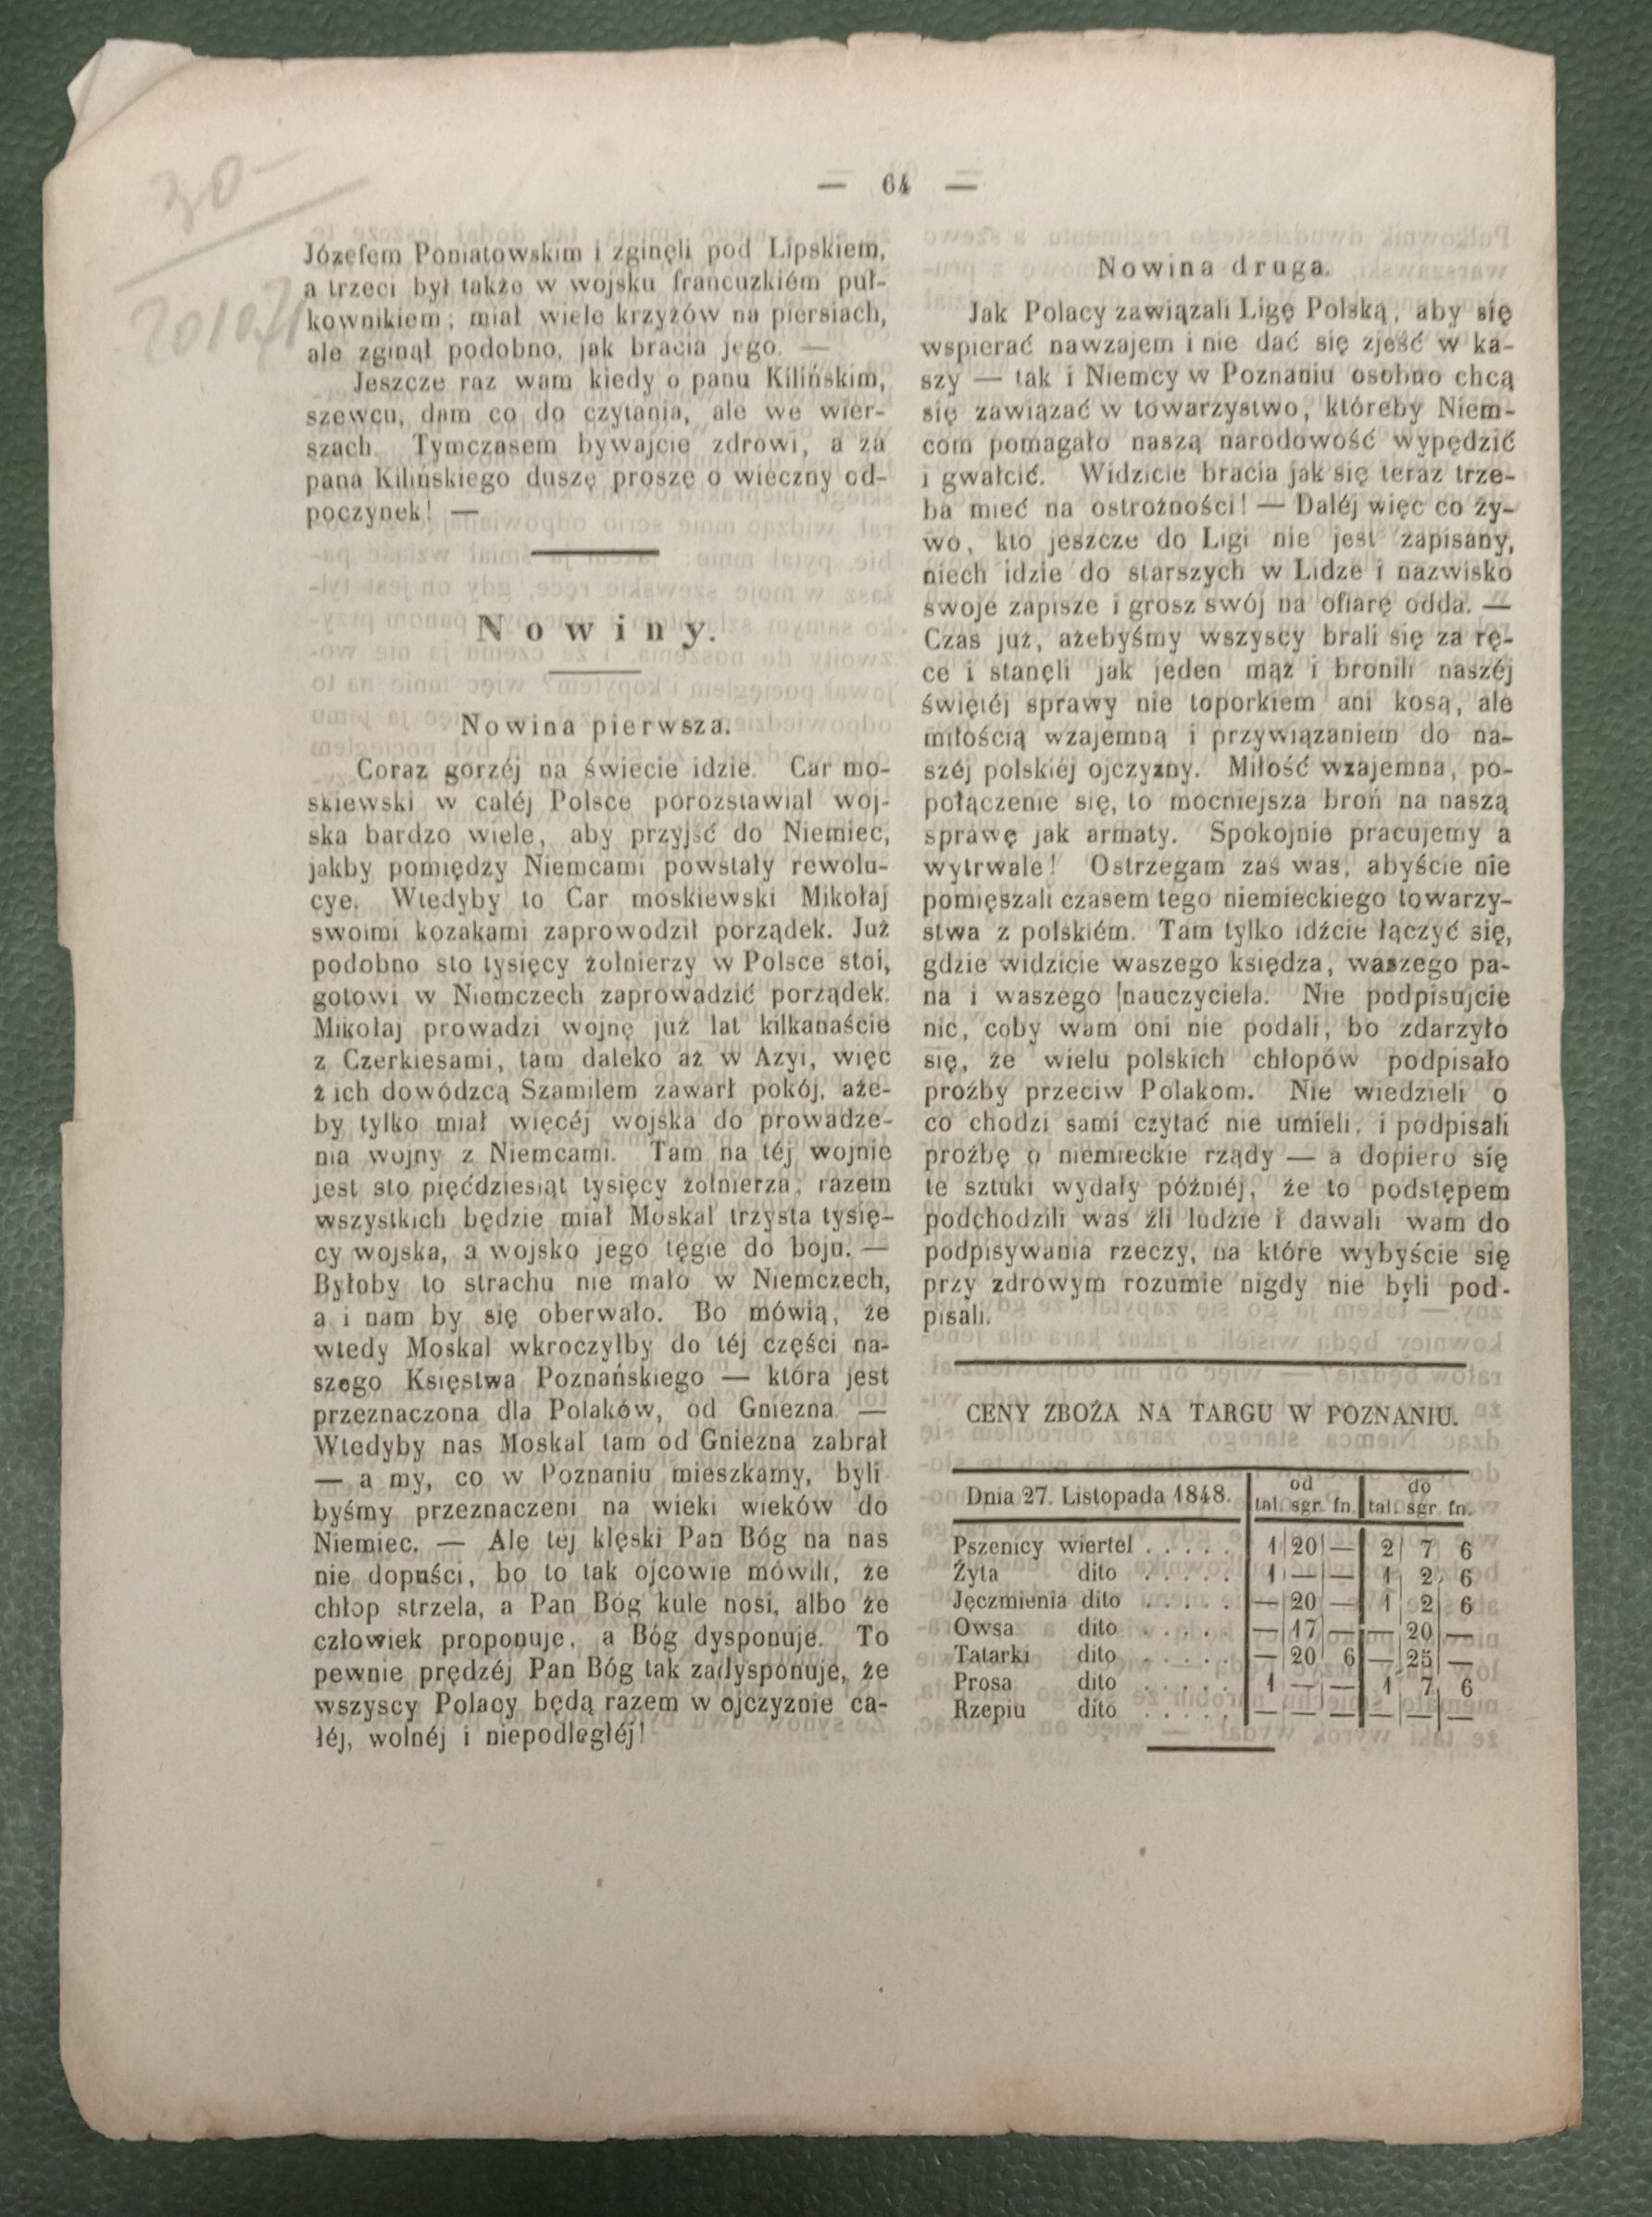 — 64 —
30-
Józefem Poniatowskim i zginęli pod Lipskiem,
a trzeci był także w wojsku francuzkiém puł-
kownikiem; miał wiele krzyżów na piersiach,
ale zginął podobno, jak bracia jego. —
Jeszcze raz wam kiedy o panu Kilińskim,
szewcu, dam co do czytania, ale we wier-
szach. Tymczasem bywajcie zdrowi, a za
pana Kilińskiego duszę proszę o wieczny od-
poczynek! —
Nowiny.
Nowina pierwsza.
Coraz gorzéj na świecie idzie. Car mo-
skiewski w całéj Polsce porozstawiał woj-
ska bardzo wiele, aby przyjść do Niemiec,
jakby pomiędzy Niemcami powstały rewolu-
cye. Wtedyby to Car moskiewski Mikołaj
swoimi kozakami zaprowodził porządek. Już
podobno sto tysięcy żołnierzy w Polsce stoi,
gotowi w Niemczech zaprowadzić porządek.
Mikołaj prowadzi wojnę już lat kilkanaście
z Czerkiesami, tam daleko aż w Azyi, więc
z ich dowódzcą Szamilem zawarł pokój, aże-
by tylko miał więcéj wojska do prowadze-
nia wojny z Niemcami. Tam na téj wojnie
jest sto pięćdziesiąt tysięcy żołnierza, razem
wszystkich będzie miał Moskal trzysta tysię-
cy wojska, a wojsko jego tęgie do boju. —
Byłoby to strachu nie mało w Niemczech,
a i nam by się oberwało. Bo mówią, że
wtedy Moskal wkroczyłby do téj części na-
szego Księstwa Poznańskiego — która jest
przeznaczona dla Polaków, od Gniezna. —
Wtedyby nas Moskal tam od Gniezna zabrał
— a my, co w Poznaniu mieszkamy, byli
byśmy przeznaczeni na wieki wieków do
Niemiec. — Ale tej klęski Pan Bóg na nas
nie dopuści, bo to tak ojcowie mówili, że
chłop strzela, a Pan Bóg kule nosi, albo że
człowiek proponuje, a Bóg dysponuje. To
pewnie prędzéj Pan Bóg tak zadysponuje, że
wszyscy Polacy będą razem w ojczyznie ca-
łéj, wolnéj i niepodległéj!
Nowina druga.
Jak Polacy zawiązali Ligę Polską, aby się
wspierać nawzajem i nie dać się zjeść w ka-
szy — tak i Niemcy w Poznaniu osobno chcą
się zawiązać w towarzystwo, któreby Niem-
com pomagało naszą narodowość wypędzić
i gwałcić. Widzicie bracia jak się teraz trze-
ba mieć na ostrożności! — Daléj więc co ży-
wo, kto jeszcze do Ligi nie jest zapisany,
niech idzie do starszych w Lidze i nazwisko
swoje zapisze i grosz swój na ofiarę odda. —
Czas już, ażebyśmy wszyscy brali się za rę-
ce i stanęli jak jeden mąż i bronili naszéj
świętéj sprawy nie toporkiem ani kosą, ale
miłością wzajemną i przywiązaniem do na-
széj polskiéj ojczyzny. Miłość wzajemna, po-
połączenie się, to mocniejsza broń na naszą
sprawę jak armaty. Spokojnie pracujemy a
wytrwale! Ostrzegam zaś was, abyście nie
pomięszali czasem tego niemieckiego towarzy-
stwa z polskiém. Tam tylko idźcie łączyć się,
gdzie widzicie waszego księdza, waszego pa-
na i waszego nauczyciela. Nie podpisujcie
nic, coby wam oni nie podali, bo zdarzyło
się, że wielu polskich chłopów podpisało
proźby przeciw Polakom. Nie wiedzieli o
co chodzi sami czytać nie umieli, i podpisali
proźbę o niemieckie rządy — a dopiero się
te sztuki wydały późniéj, że to podstępem
podchodzili was źli ludzie i dawali wam do
podpisywania rzeczy, na które wybyście się
przy zdrowym rozumie nigdy nie byli pod-
pisali.
CENY ZBOŻA NA TARGU W POZNANIU.
Dnia 27. Listopada 1848. od do
tal. sgr. fn. tal. sgr. fn.
Pszenicy wiertel . . . . . 1 20 — 2 7 6
Żyta dito . . . . . 1 — — 1 2 6
Jęczmienia dito . . . . . — 20 — 1 2 6
Owsa dito . . . . . — 17 — — 20 —
Tatarki dito . . . . . — 20 6 — 25 —
Prosa dito . . . . . 1 — — 1 7 6
Rzepiu dito . . . . . — — — — — —